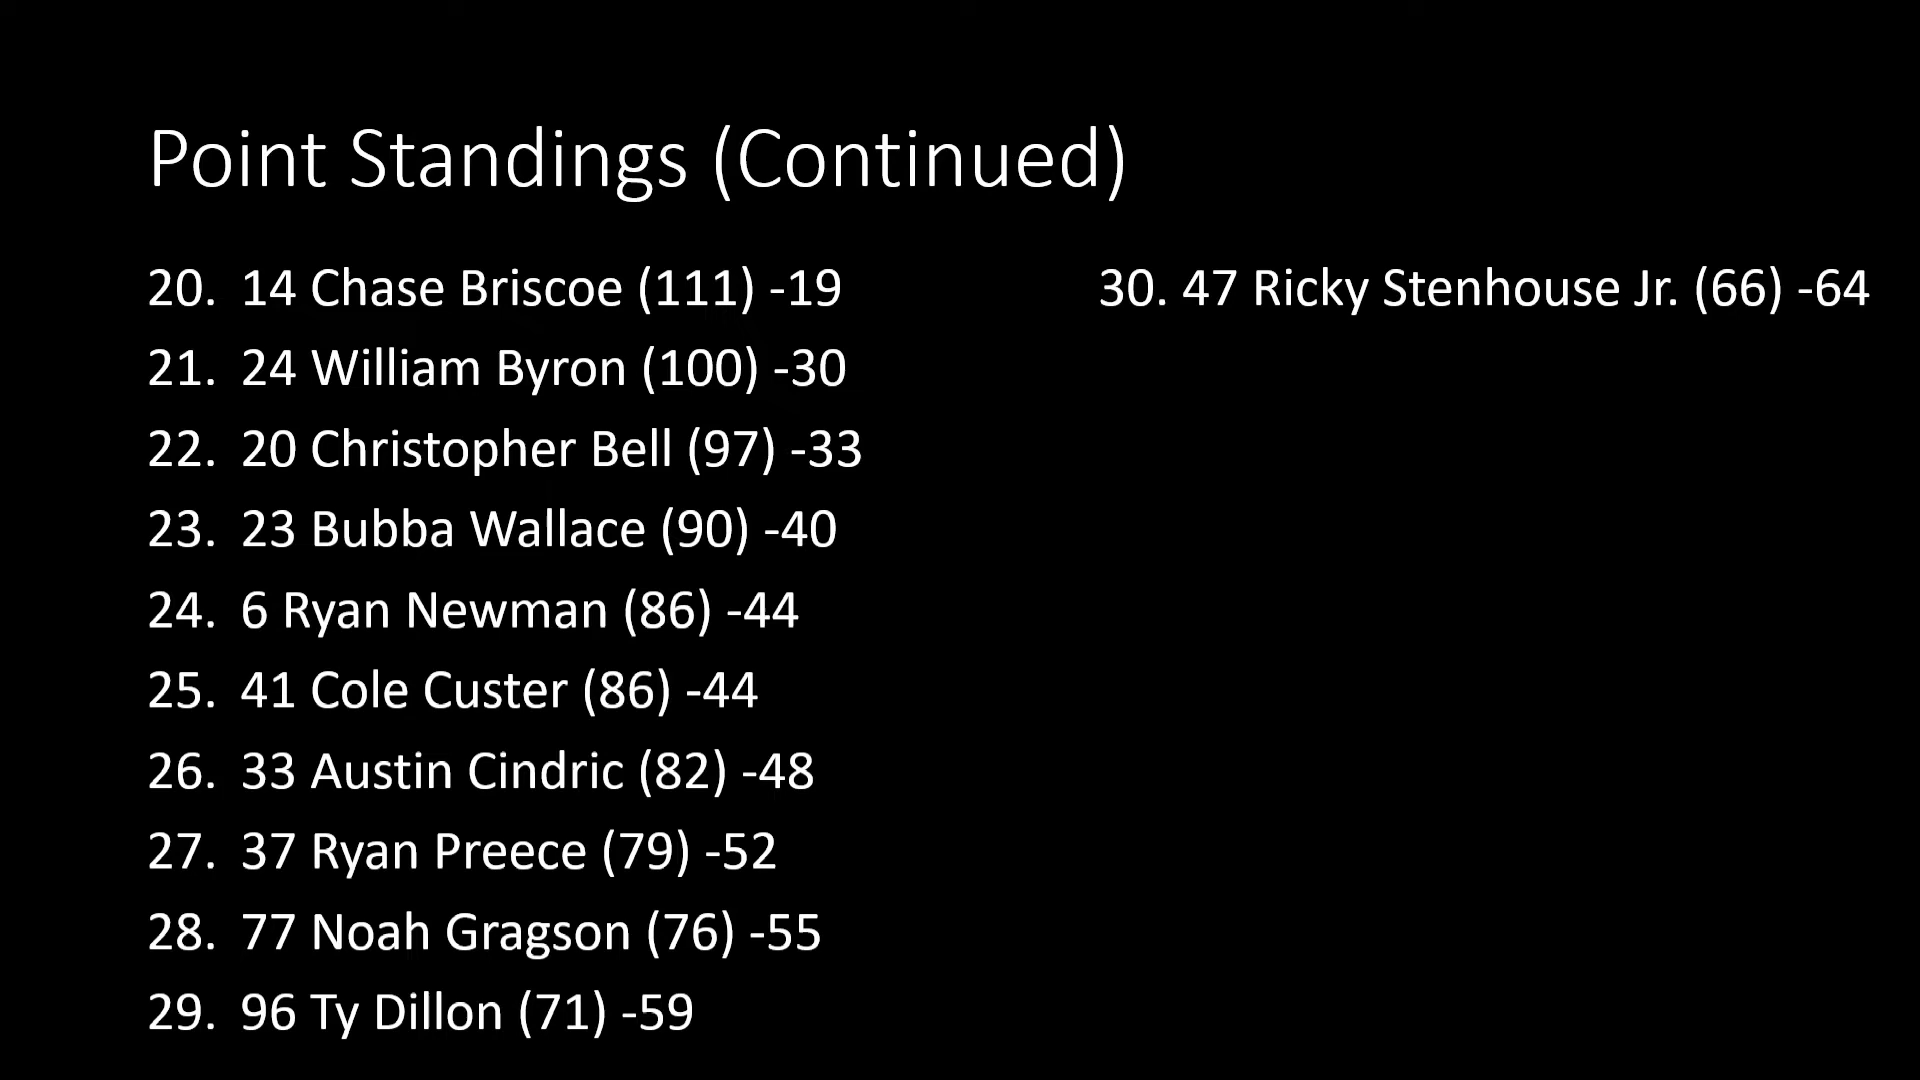 Point Standings (Continued)
20. 14 Chase Briscoe (111) -19
21. 24 William Byron (100) -30
22. 20 Christopher Bell (97) -33
23. 23 Bubba Wallace (90) -40
24. 6 Ryan Newman (86) -44
25. 41 Cole Custer (86) -44
26. 33 Austin Cindric (82) -48
27. 37 Ryan Preece (79) -52
28. 77 Noah Gragson (76) -55
29. 96 Ty Dillon (71) -59
30. 47 Ricky Stenhouse Jr. (66) -64